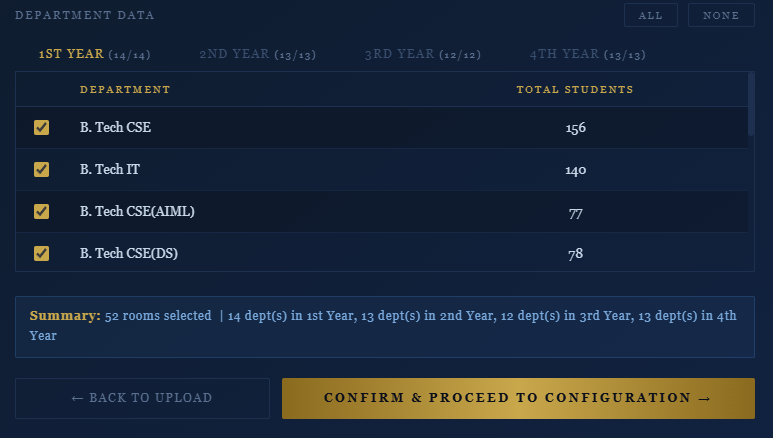 DEPARTMENT DATA
ALL
NONE
1ST YEAR (14/14)
2ND YEAR (13/13)
3RD YEAR (12/12)
4TH YEAR (13/13)
DEPARTMENT TOTAL STUDENTS
B. Tech CSE 156
B. Tech IT 140
B. Tech CSE(AIML) 77
B. Tech CSE(DS) 78
Summary: 52 rooms selected | 14 dept(s) in 1st Year, 13 dept(s) in 2nd Year, 12 dept(s) in 3rd Year, 13 dept(s) in 4th
Year
← BACK TO UPLOAD
CONFIRM & PROCEED TO CONFIGURATION →